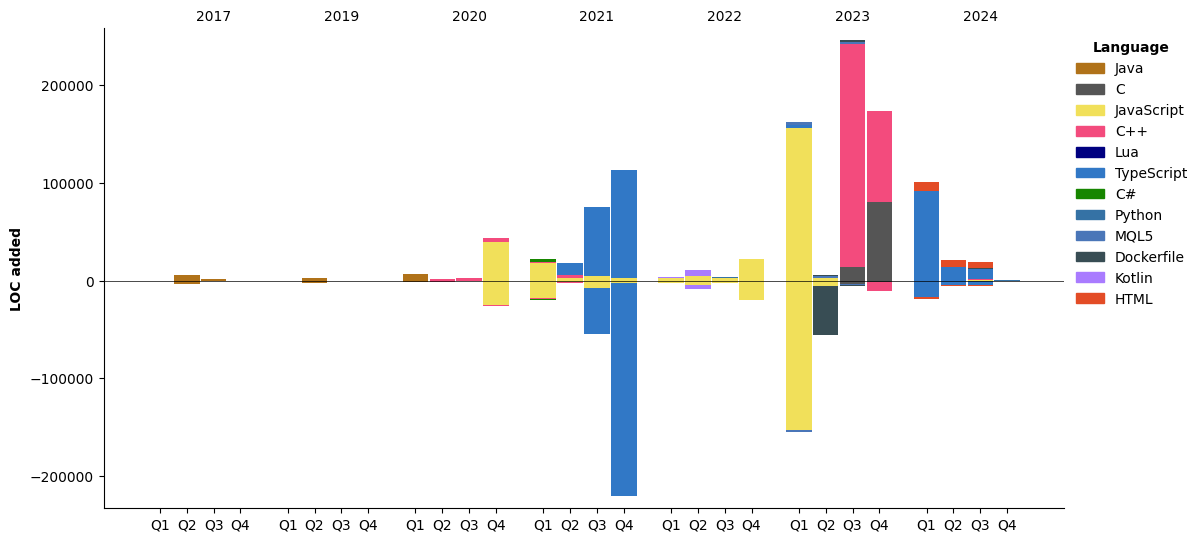 2017 2019 2020 2021 2022 2023 2024
Language
Java
C
JavaScript
C++
Lua
TypeScript
C#
Python
MQL5
Dockerfile
Kotlin
HTML
LOC added
200000
100000
0
−100000
−200000
Q1 Q2 Q3 Q4 Q1 Q2 Q3 Q4 Q1 Q2 Q3 Q4 Q1 Q2 Q3 Q4 Q1 Q2 Q3 Q4 Q1 Q2 Q3 Q4 Q1 Q2 Q3 Q4